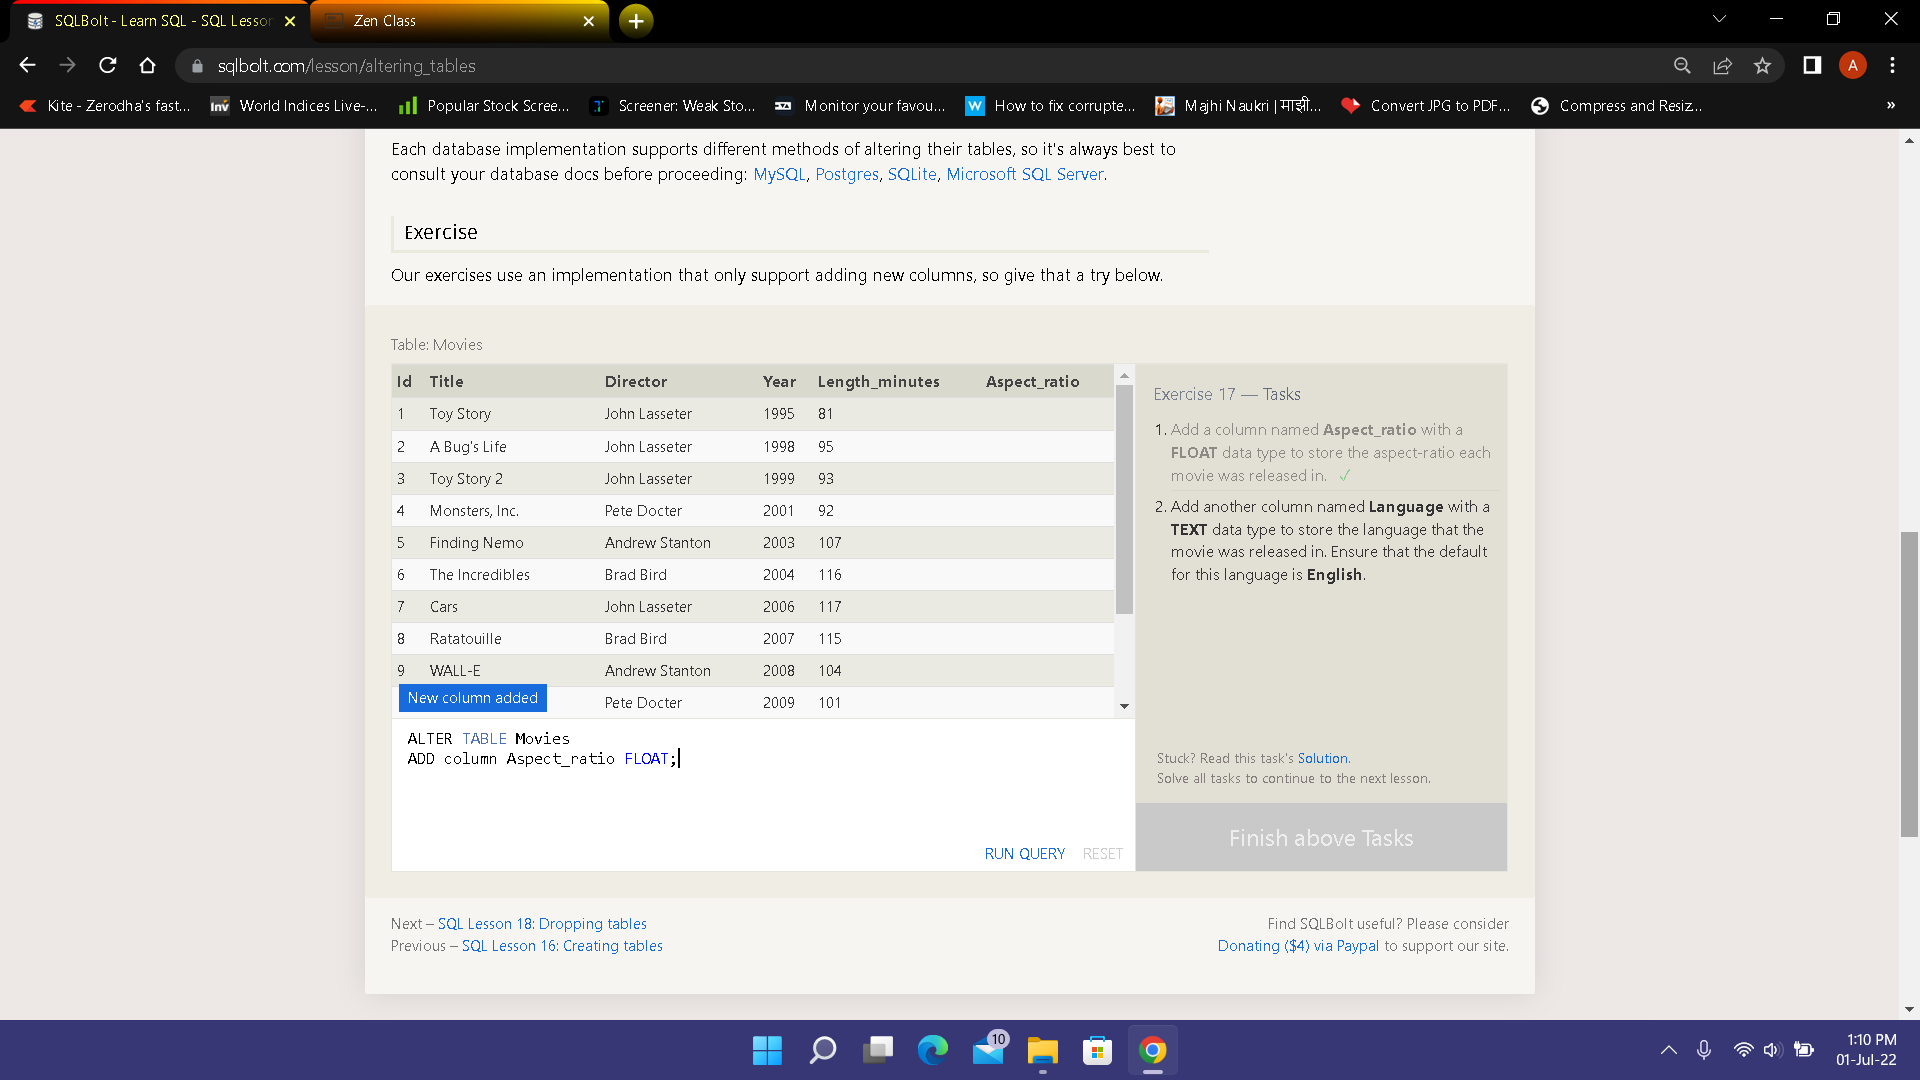 SQLBolt - Learn SQL - SQL Lesson
Zen Class
sqlbolt.com/lesson/altering_tables
A
Kite - Zerodha's fast...
World Indices Live-...
Popular Stock Scree...
Screener: Weak Sto...
Monitor your favou...
How to fix corrupte...
Majhi Naukri | माझी...
Convert JPG to PDF...
Compress and Resiz...
»
Each database implementation supports different methods of altering their tables, so it's always best to
consult your database docs before proceeding: MySQL, Postgres, SQLite, Microsoft SQL Server.
Exercise
Our exercises use an implementation that only support adding new columns, so give that a try below.
Table: Movies
Id Title Director Year Length_minutes Aspect_ratio
1 Toy Story John Lasseter 1995 81
2 A Bug's Life John Lasseter 1998 95
3 Toy Story 2 John Lasseter 1999 93
4 Monsters, Inc. Pete Docter 2001 92
5 Finding Nemo Andrew Stanton 2003 107
6 The Incredibles Brad Bird 2004 116
7 Cars John Lasseter 2006 117
8 Ratatouille Brad Bird 2007 115
9 WALL-E Andrew Stanton 2008 104
Pete Docter 2009 101
New column added
ALTER TABLE Movies
ADD column Aspect_ratio FLOAT;
RUN QUERY RESET
Exercise 17 — Tasks
1. Add a column named Aspect_ratio with a
FLOAT data type to store the aspect-ratio each
movie was released in. ✓
2. Add another column named Language with a
TEXT data type to store the language that the
movie was released in. Ensure that the default
for this language is English.
Stuck? Read this task's Solution.
Solve all tasks to continue to the next lesson.
Finish above Tasks
Next – SQL Lesson 18: Dropping tables
Previous – SQL Lesson 16: Creating tables
Find SQLBolt useful? Please consider
Donating ($4) via Paypal to support our site.
10
1:10 PM
01-Jul-22